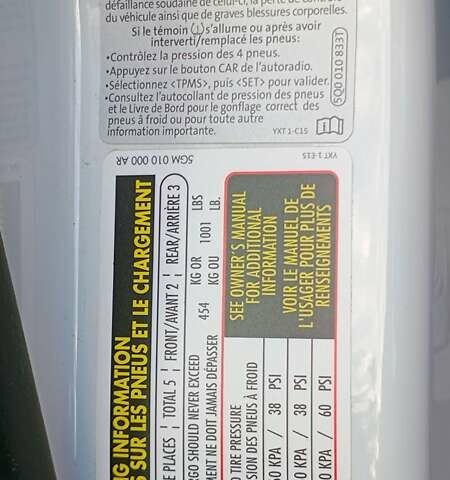 défaillance soudaine de celui-ci, la perte de contrôle
du véhicule ainsi que de graves blessures corporelles.
Si le témoin (!) s'allume ou après avoir
interverti/remplacé les pneus:
•Contrôlez la pression des 4 pneus.
•Appuyez sur le bouton CAR de l'autoradio.
•Sélectionnez <TPMS>, puis <SET> pour valider.
•Consultez l'autocollant de pression des pneus
et le Livre de Bord pour le gonflage correct des
pneus à froid ou pour toute autre
information importante.
YXT 1-C15
5Q0 010 833T
5GM 010 000 AR
YXT 1-E15
NG INFORMATION
S SUR LES PNEUS ET LE CHARGEMENT
E PLACES | TOTAL 5 | FRONT/AVANT 2 | REAR/ARRIÈRE 3
RGO SHOULD NEVER EXCEED
MENT NE DOIT JAMAIS DÉPASSER
454 KG OR KG OU 1001 LBS LB.
D TIRE PRESSURE
SION DES PNEUS À FROID
SEE OWNER'S MANUAL
FOR ADDITIONAL
INFORMATION
VOIR LE MANUEL DE
L'USAGER POUR PLUS DE
RENSEIGNEMENTS
0 KPA / 38 PSI
0 KPA / 38 PSI
0 KPA / 60 PSI